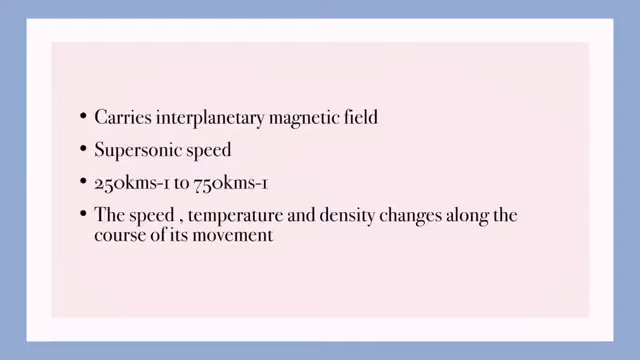 • Carries interplanetary magnetic field
• Supersonic speed
• 250kms-1 to 750kms-1
• The speed , temperature and density changes along the
course of its movement